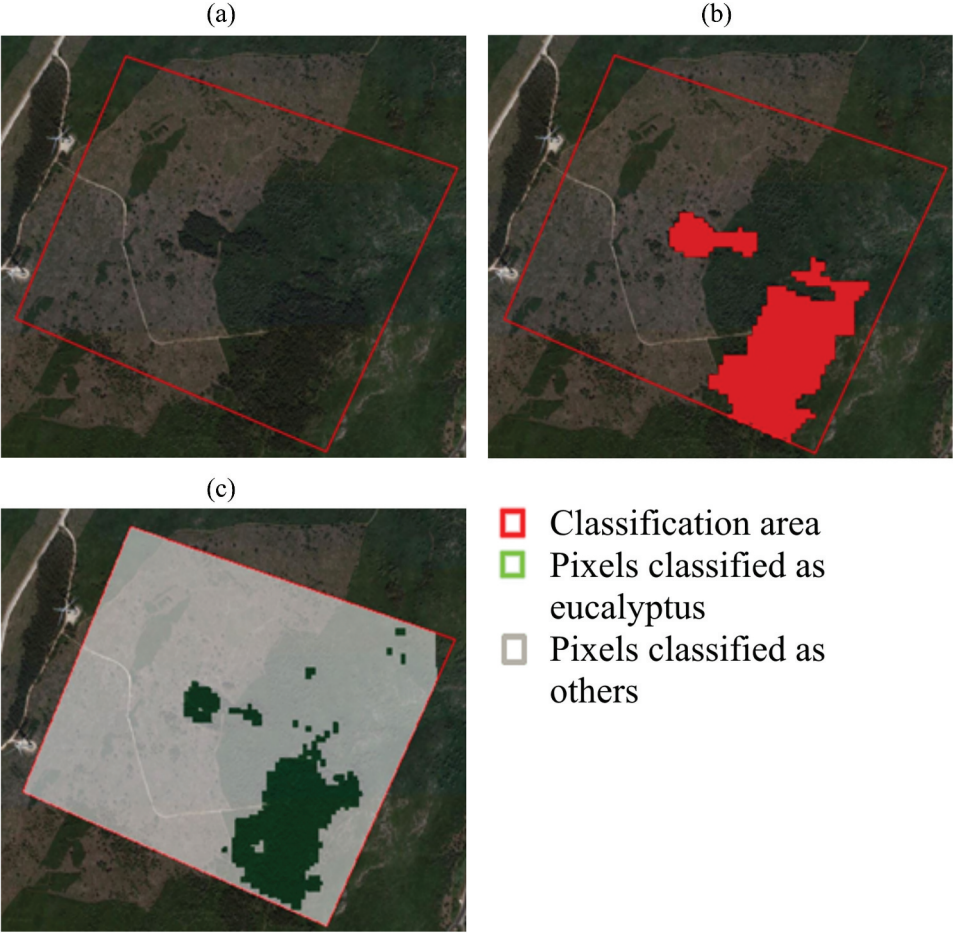 (a)
(b)
(c)
Classification area
Pixels classified as
eucalyptus
Pixels classified as
others